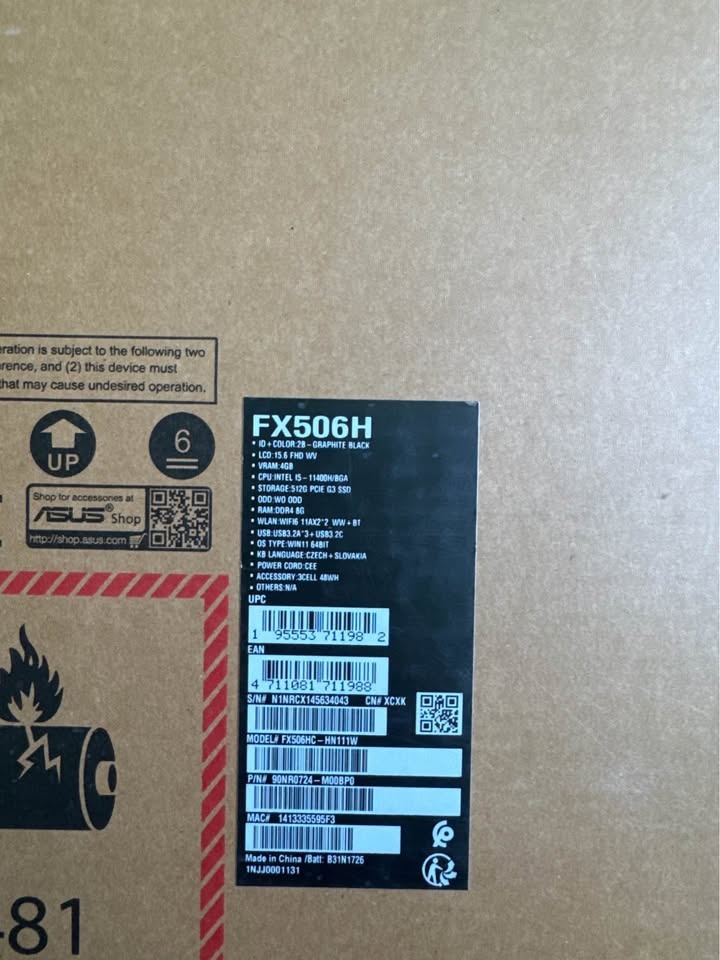 eration is subject to the following two
rence, and (2) this device must
that may cause undesired operation.
UP
6
Shop for accessories at
ASUS® Shop
http://shop.asus.com
-81
FX506H
• ID+COLOR:2B-GRAPHITE BLACK
• LCD:15.6 FHD WV
• VRAM:4GB
• CPU:INTEL I5-11400H/BGA
• STORAGE:512G PCIE G3 SSD
• ODD:WO ODD
• RAM:DDR4 8G
• WLAN:WIFI6 11AX2*2 WW+BT
• USB:USB3.2A*3+USB3.2C
• OS TYPE:WIN11 64BIT
• KB LANGUAGE:CZECH+SLOVAKIA
• POWER CORD:CEE
• ACCESSORY:3CELL 48WH
• OTHERS:N/A
UPC
1 95553 71198 2
EAN
4 711081 711988
S/N# N1NRCX145634043 CN# XCXK
MODEL# FX506HC-HN111W
P/N# 90NR0724-M00BP0
MAC# 1413335595F3
Made in China /Batt: B31N1726
1NJJ0001131